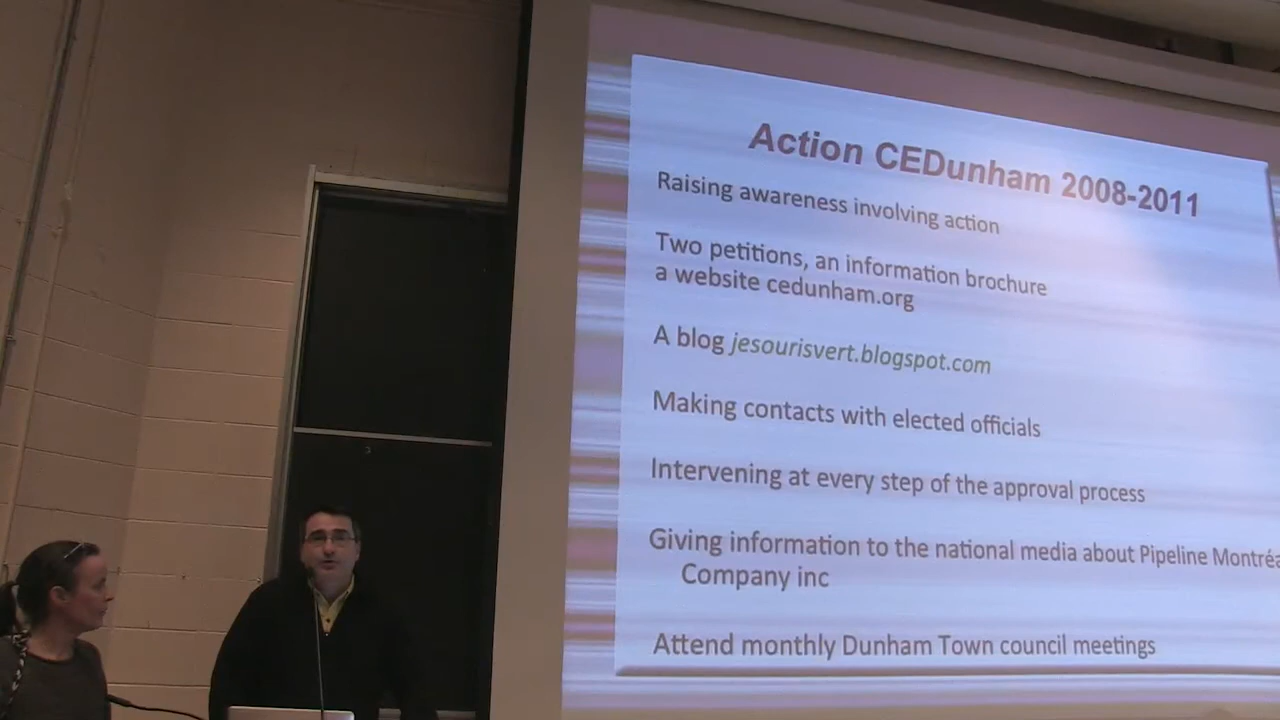 Action CEDunham 2008-2011
Raising awareness involving action
Two petitions, an information brochure
a website cedunham.org
A blog jesourisvert.blogspot.com
Making contacts with elected officials
Intervening at every step of the approval process
Giving information to the national media about Pipeline Montréa
Company inc
Attend monthly Dunham Town council meetings
3